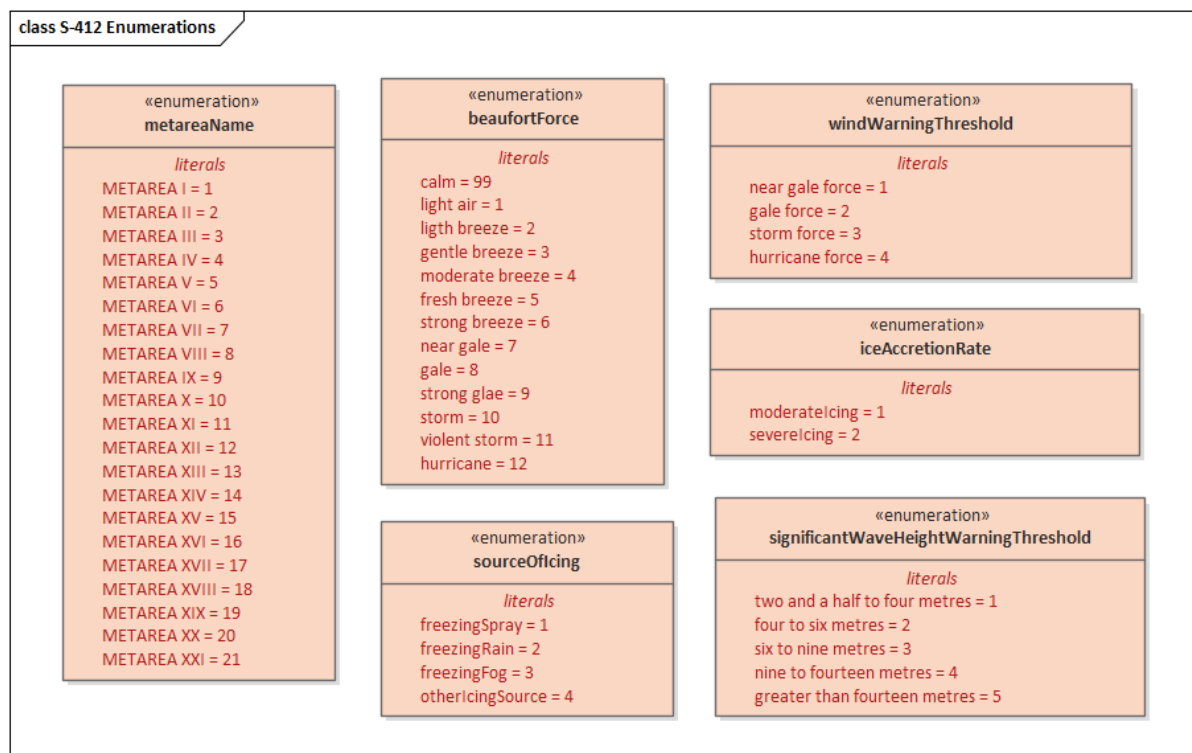 class S-412 Enumerations
«enumeration»
metareaName
literals
METAREA I = 1
METAREA II = 2
METAREA III = 3
METAREA IV = 4
METAREA V = 5
METAREA VI = 6
METAREA VII = 7
METAREA VIII = 8
METAREA IX = 9
METAREA X = 10
METAREA XI = 11
METAREA XII = 12
METAREA XIII = 13
METAREA XIV = 14
METAREA XV = 15
METAREA XVI = 16
METAREA XVII = 17
METAREA XVIII = 18
METAREA XIX = 19
METAREA XX = 20
METAREA XXI = 21
«enumeration»
beaufortForce
literals
calm = 99
light air = 1
ligth breeze = 2
gentle breeze = 3
moderate breeze = 4
fresh breeze = 5
strong breeze = 6
near gale = 7
gale = 8
strong glae = 9
storm = 10
violent storm = 11
hurricane = 12
«enumeration»
sourceOfIcing
literals
freezingSpray = 1
freezingRain = 2
freezingFog = 3
otherIcingSource = 4
«enumeration»
windWarningThreshold
literals
near gale force = 1
gale force = 2
storm force = 3
hurricane force = 4
«enumeration»
iceAccretionRate
literals
moderateIcing = 1
severeIcing = 2
«enumeration»
significantWaveHeightWarningThreshold
literals
two and a half to four metres = 1
four to six metres = 2
six to nine metres = 3
nine to fourteen metres = 4
greater than fourteen metres = 5